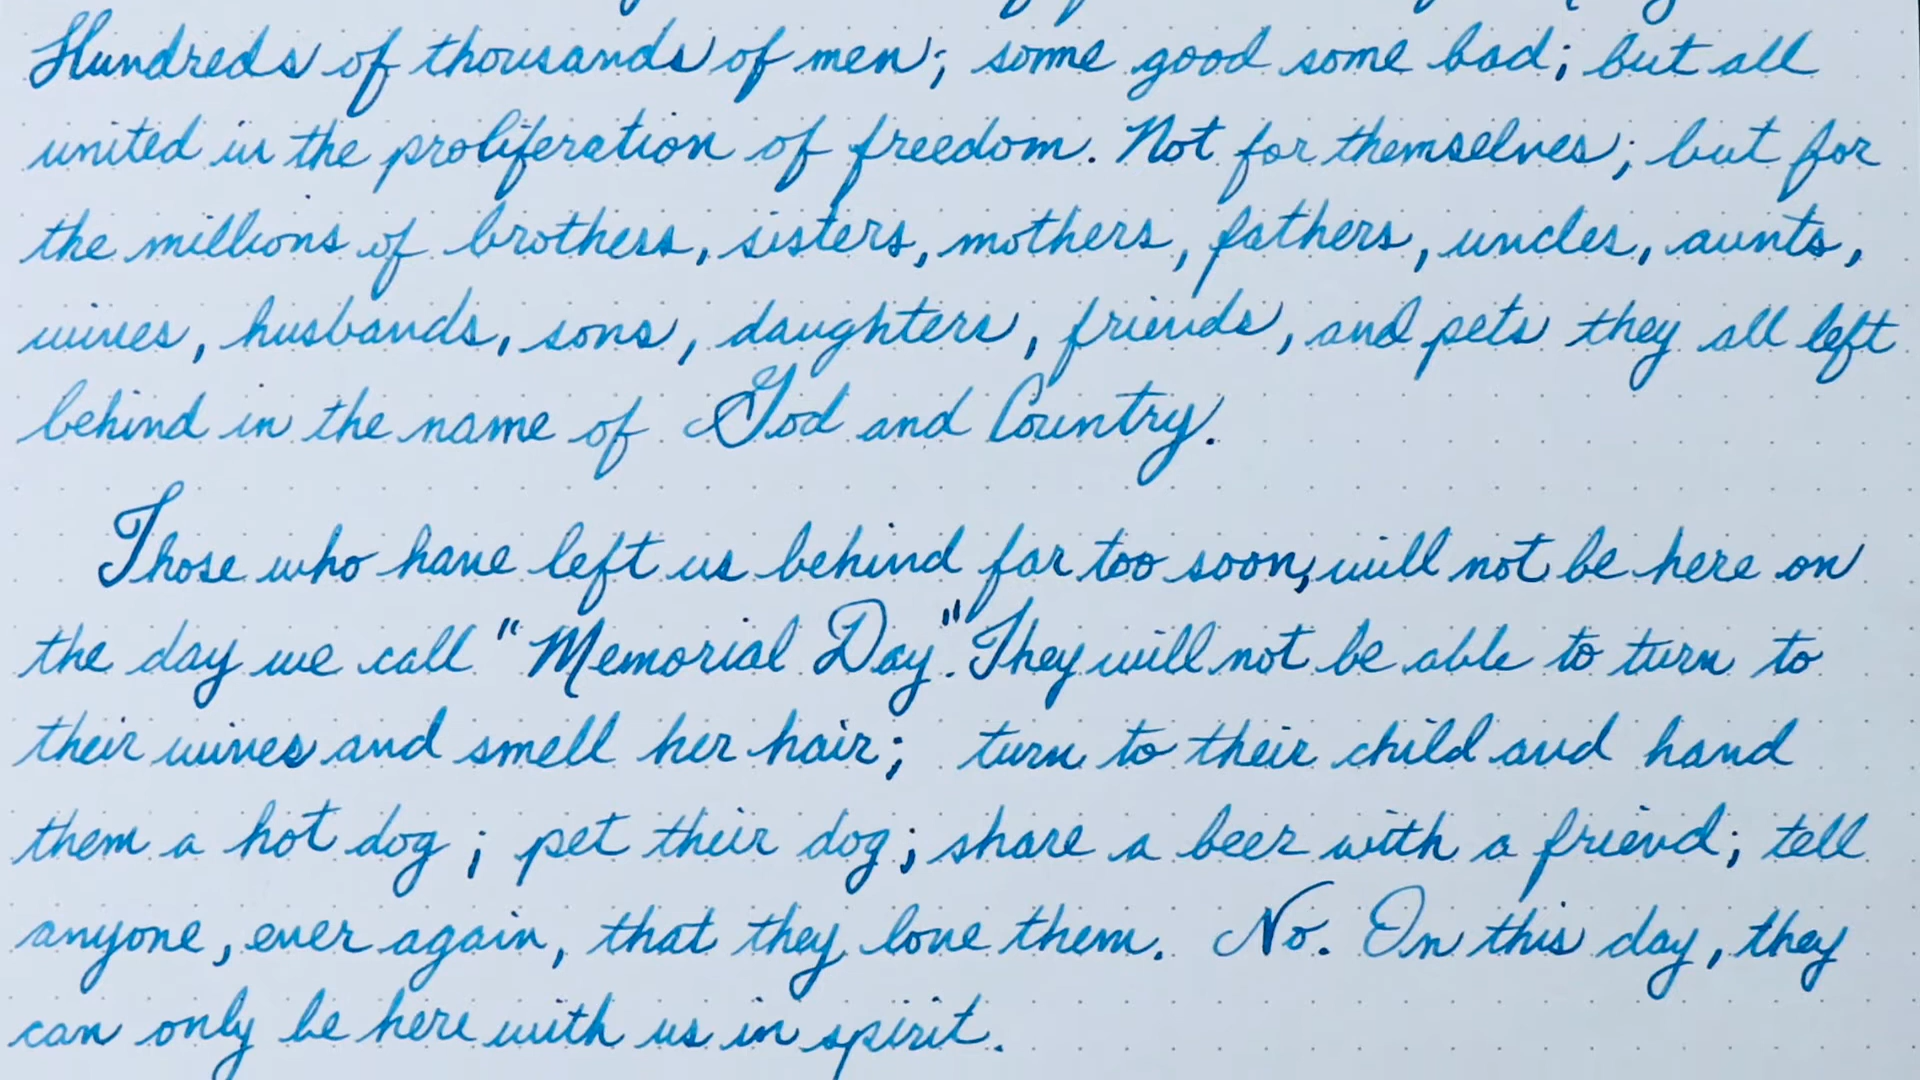 Hundreds of thousands of men; some good some bad; but all
united in the proliferation of freedom. Not for themselves; but for
the millions of brothers, sisters, mothers, fathers, uncles, aunts,
wives, husbands, sons, daughters, friends, and pets they all left
behind in the name of God and Country.
Those who have left us behind far too soon, will not be here on
the day we call "Memorial Day". They will not be able to turn to
their wives and smell her hair; turn to their child and hand
them a hot dog; pet their dog; share a beer with a friend; tell
anyone, ever again, that they love them. No. On this day, they
can only be here with us in spirit.